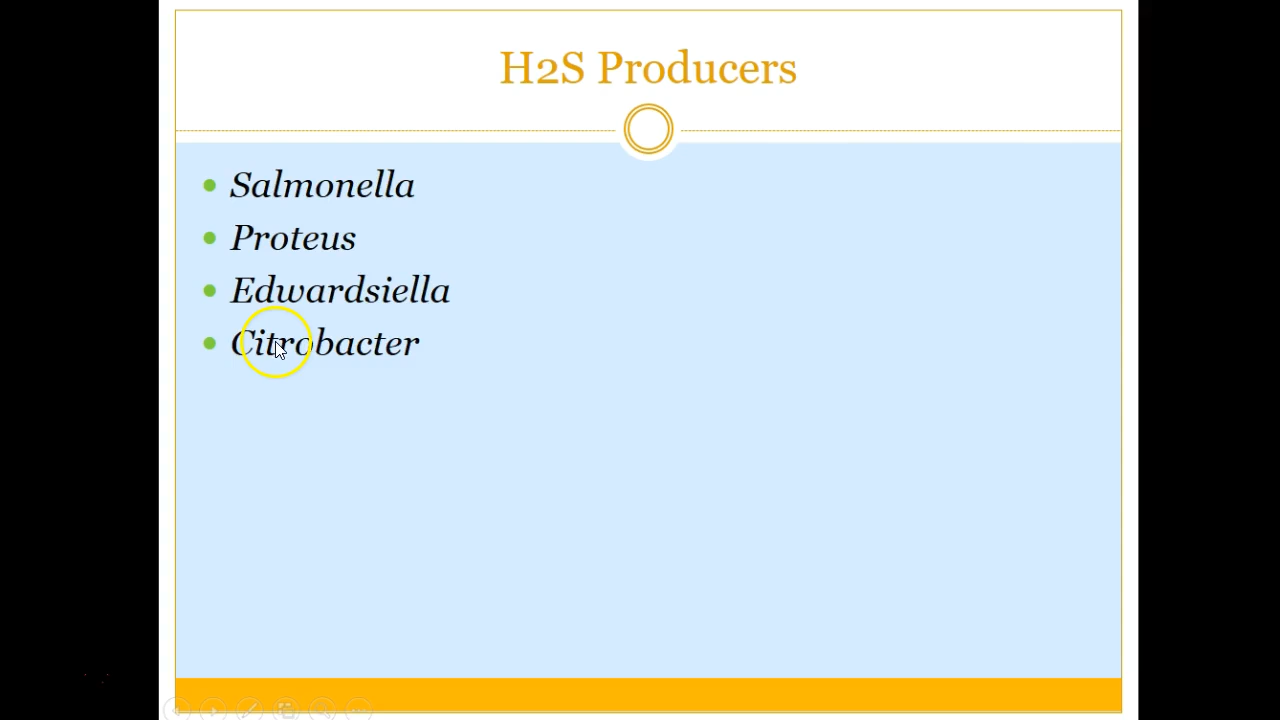 H2S Producers
Salmonella
Proteus
Edwardsiella
Citrobacter